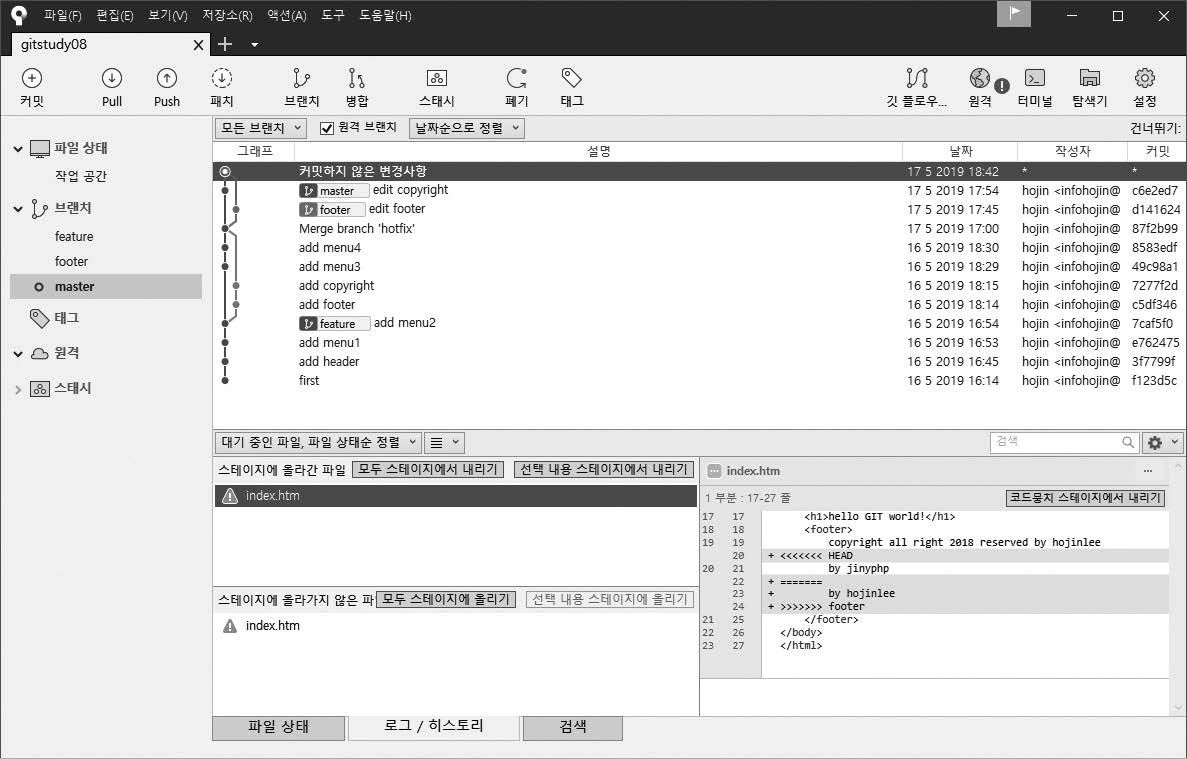 파일(F) 편집(E) 보기(V) 저장소(R) 액션(A) 도구 도움말(H)
gitstudy08
커밋 Pull Push 패치 브랜치 병합 스태시 폐기 태그 깃 플로우... 원격 터미널 탐색기 설정
모든 브랜치 원격 브랜치 날짜순으로 정렬 건너뛰기:
파일 상태
작업 공간
브랜치
feature
footer
master
태그
원격
스태시
그래프 설명 날짜 작성자 커밋
커밋하지 않은 변경사항 17 5 2019 18:42 * *
master edit copyright 17 5 2019 17:54 hojin <infohojin@ c6e2ed7
footer edit footer 17 5 2019 17:45 hojin <infohojin@ d141624
Merge branch 'hotfix' 17 5 2019 17:00 hojin <infohojin@ 87f2b99
add menu4 16 5 2019 18:30 hojin <infohojin@ 8583edf
add menu3 16 5 2019 18:29 hojin <infohojin@ 49c98a1
add copyright 16 5 2019 18:15 hojin <infohojin@ 7277f2d
add footer 16 5 2019 18:14 hojin <infohojin@ c5df346
feature add menu2 16 5 2019 16:54 hojin <infohojin@ 7caf5f0
add menu1 16 5 2019 16:53 hojin <infohojin@ e762475
add header 16 5 2019 16:45 hojin <infohojin@ 3f7799f
first 16 5 2019 16:14 hojin <infohojin@ f123d5c
대기 중인 파일, 파일 상태순 정렬 검색
스테이지에 올라간 파일 모두 스테이지에서 내리기 선택 내용 스테이지에서 내리기
index.htm
스테이지에 올라가지 않은 파 모두 스테이지에 올리기 선택 내용 스테이지에 올리기
index.htm
index.htm ...
1 부분 : 17-27 줄 코드뭉치 스테이지에서 내리기
17 17 <h1>hello GIT world!</h1>
18 18 <footer>
19 19 copyright all right 2018 reserved by hojinlee
20 + <<<<<<< HEAD
20 21 by jinyphp
22 + =======
23 + by hojinlee
24 + >>>>>>> footer
21 25 </footer>
22 26 </body>
23 27 </html>
파일 상태 로그 / 히스토리 검색